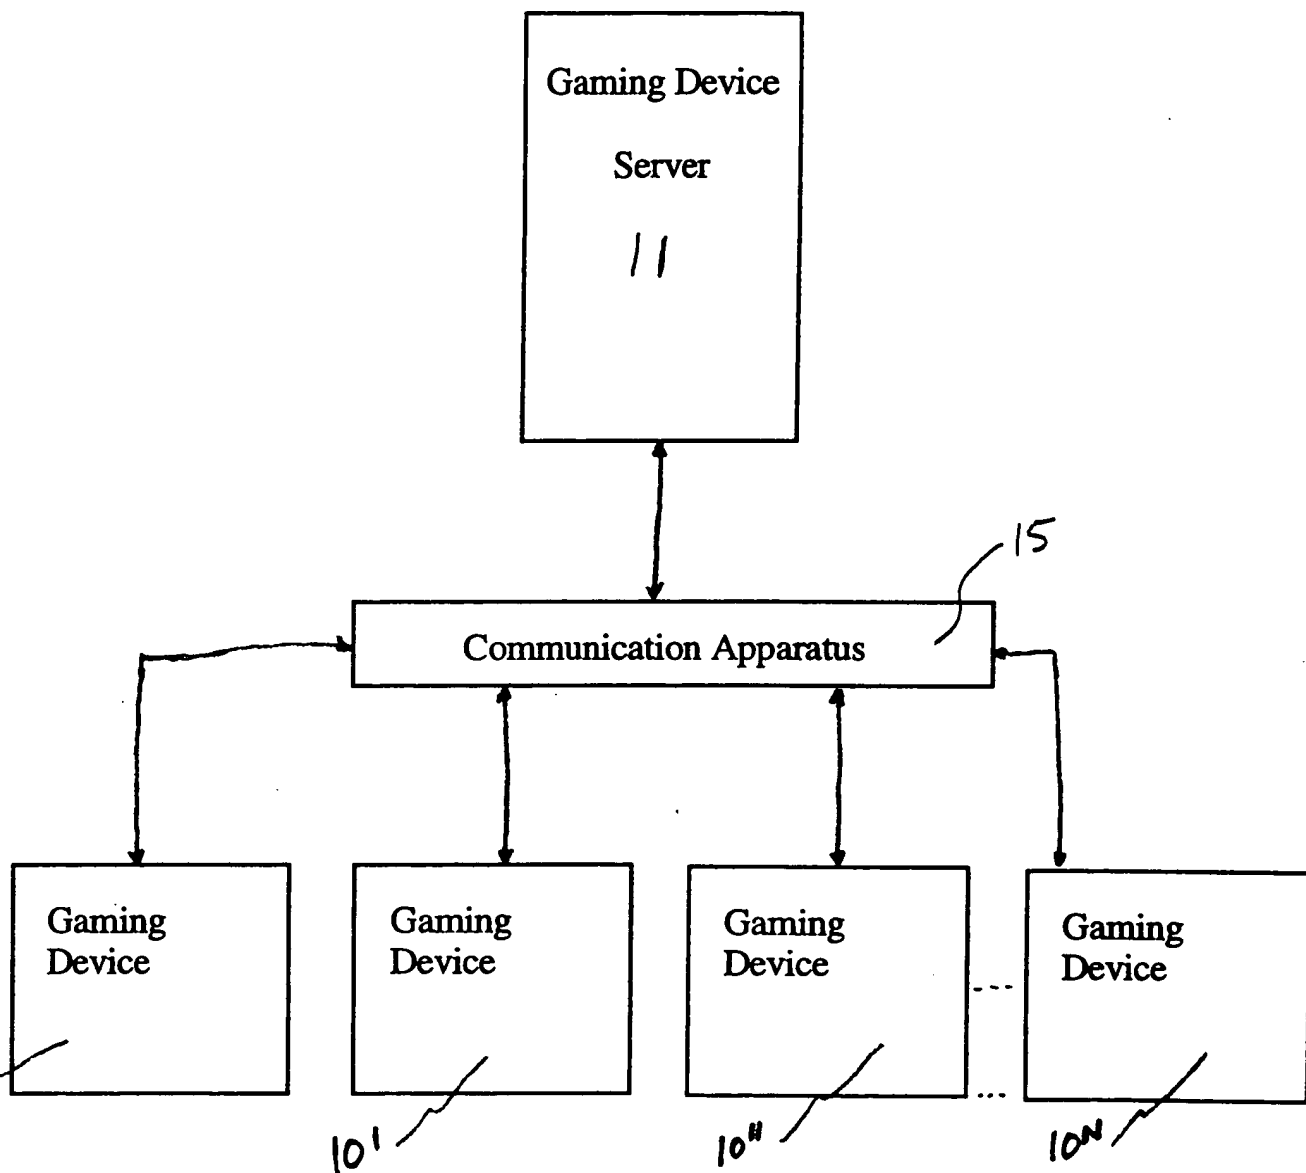 Gaming Device
Server
11
15
Communication Apparatus
Gaming
Device
Gaming
Device
Gaming
Device
Gaming
Device
10'
10"
10ᴺ